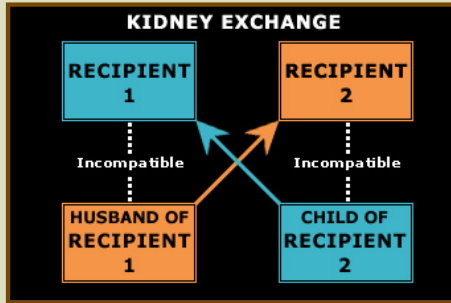 KIDNEY EXCHANGE
RECIPIENT
1
RECIPIENT
2
Incompatible
Incompatible
HUSBAND OF
RECIPIENT
1
CHILD OF
RECIPIENT
2